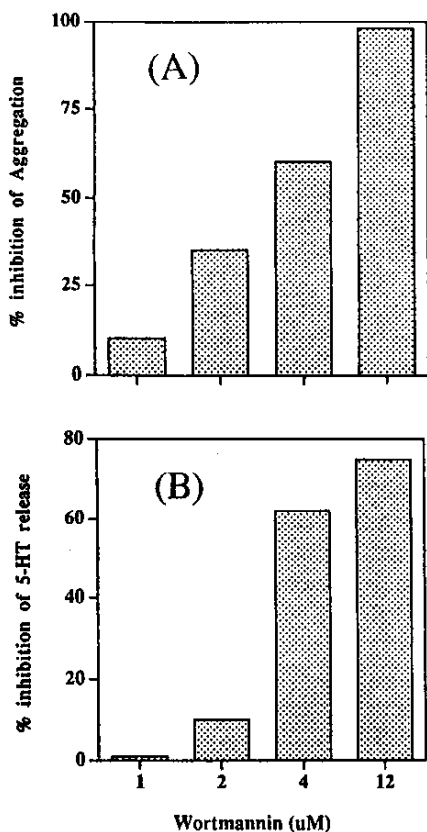 100
(A)
75
50
25
0
% inhibition of Aggregation
80
(B)
60
40
20
0
% inhibition of 5-HT release
1 2 4 12
Wortmannin (uM)